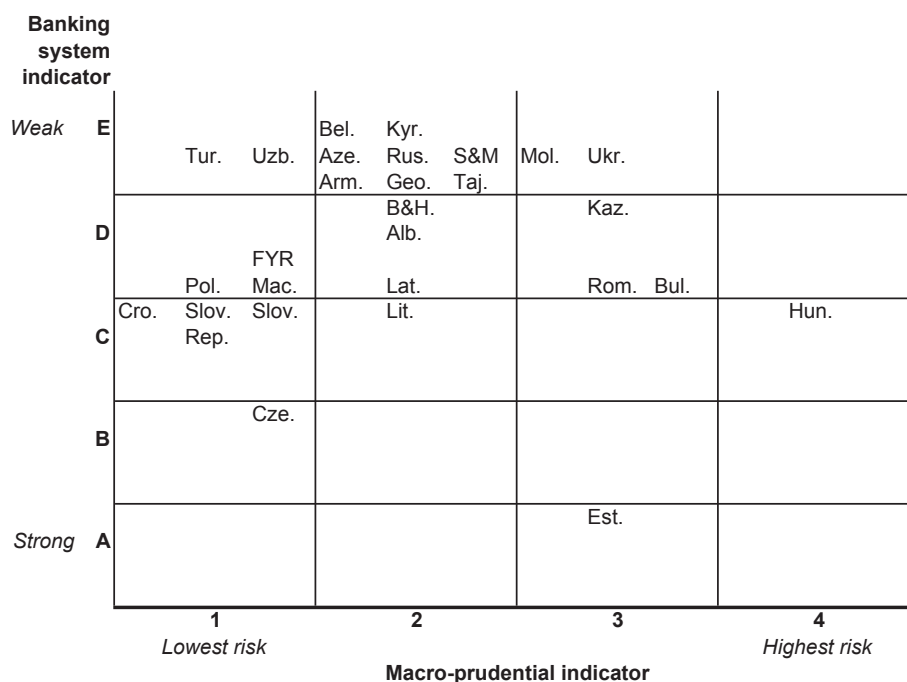 Banking
system
indicator
Weak E
Bel. Kyr.
Tur. Uzb. Aze. Rus. S&M Mol. Ukr.
Arm. Geo. Taj.
B&H. Kaz.
D Alb.
FYR
Pol. Mac. Lat. Rom. Bul.
Cro. Slov. Slov. Lit. Hun.
C Rep.
Cze.
B
Est.
Strong A
1 2 3 4
Lowest risk Highest risk
Macro-prudential indicator